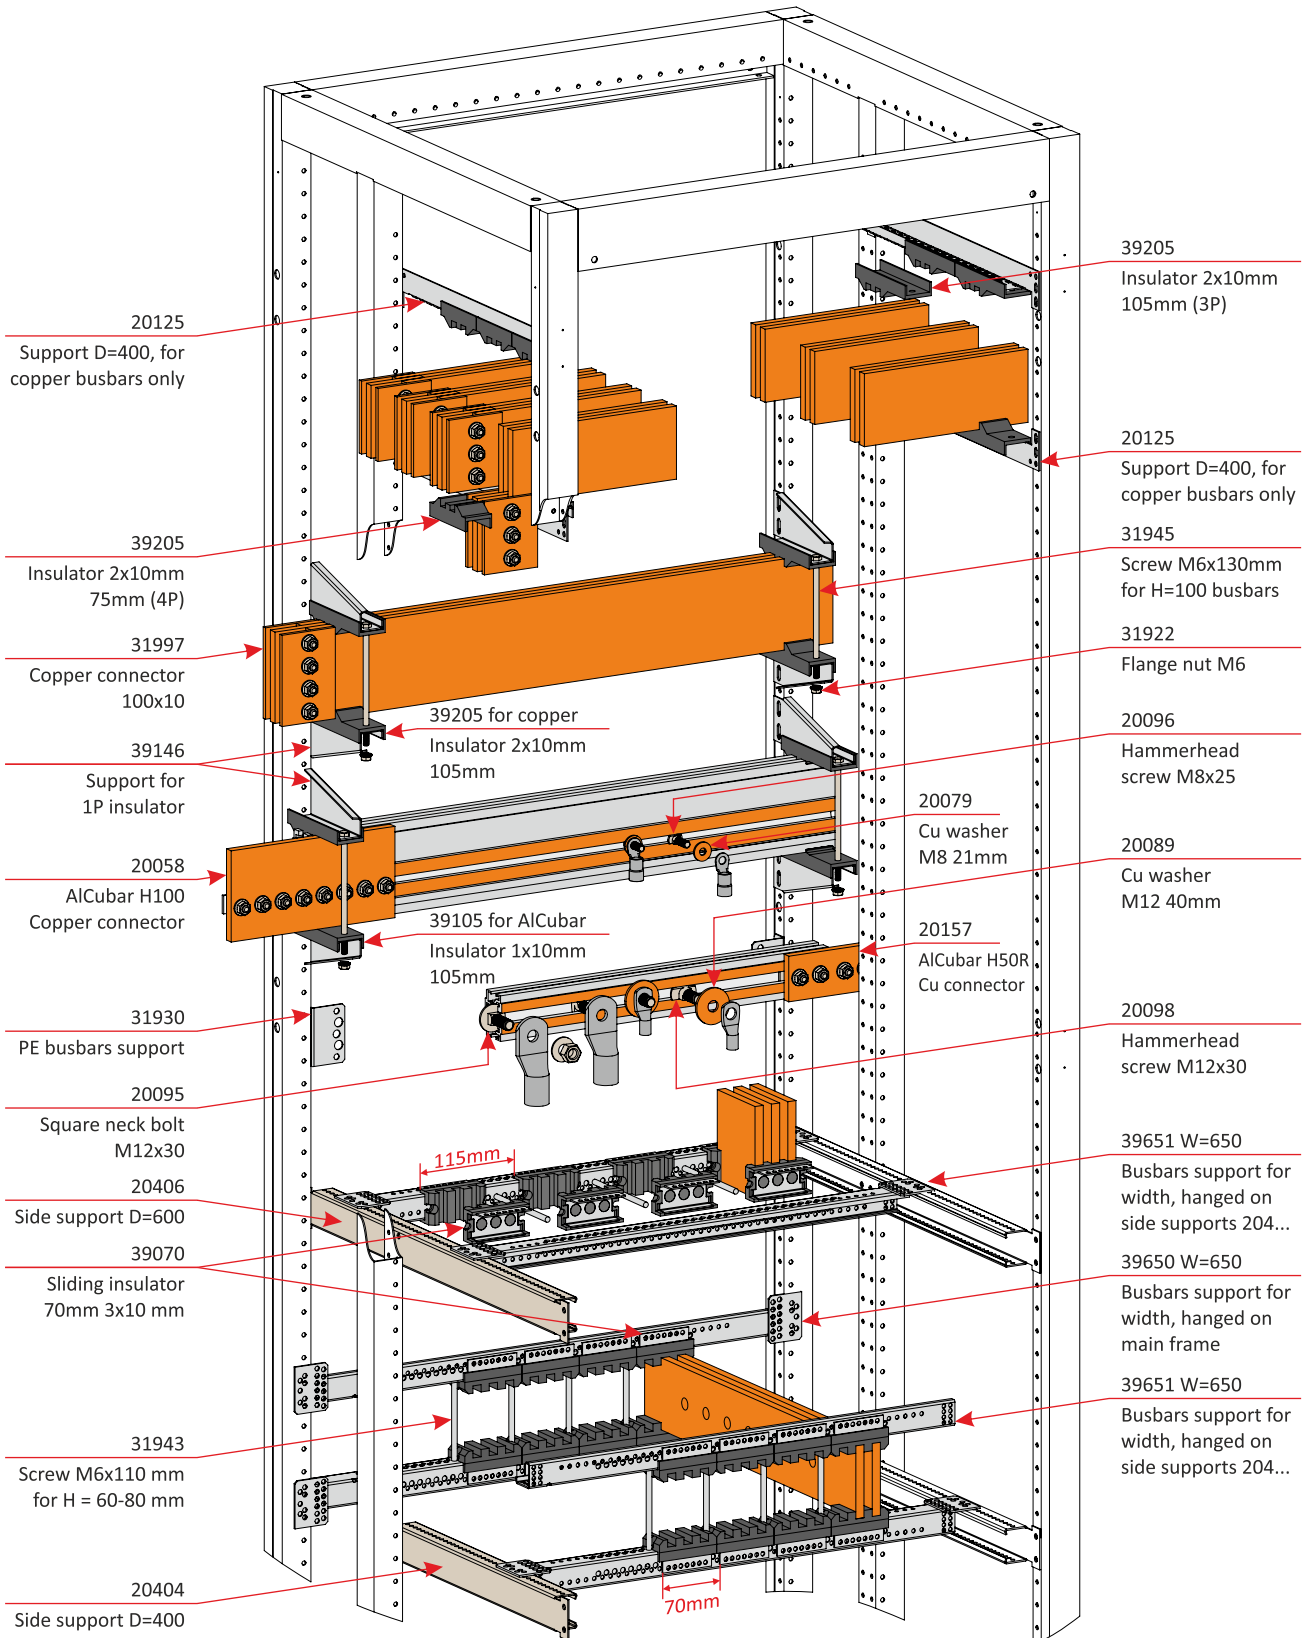 20125
Support D=400, for
copper busbars only
39205
Insulator 2x10mm
75mm (4P)
31997
Copper connector
100x10
39146
Support for
1P insulator
20058
AlCubar H100
Copper connector
31930
PE busbars support
20095
Square neck bolt
M12x30
20406
Side support D=600
39070
Sliding insulator
70mm 3x10 mm
31943
Screw M6x110 mm
for H = 60-80 mm
20404
Side support D=400
39205 for copper
Insulator 2x10mm
105mm
39105 for AlCubar
Insulator 1x10mm
105mm
115mm
70mm
20079
Cu washer
M8 21mm
20157
AlCubar H50R
Cu connector
39205
Insulator 2x10mm
105mm (3P)
20125
Support D=400, for
copper busbars only
31945
Screw M6x130mm
for H=100 busbars
31922
Flange nut M6
20096
Hammerhead
screw M8x25
20089
Cu washer
M12 40mm
20098
Hammerhead
screw M12x30
39651 W=650
Busbars support for
width, hanged on
side supports 204...
39650 W=650
Busbars support for
width, hanged on
main frame
39651 W=650
Busbars support for
width, hanged on
side supports 204...